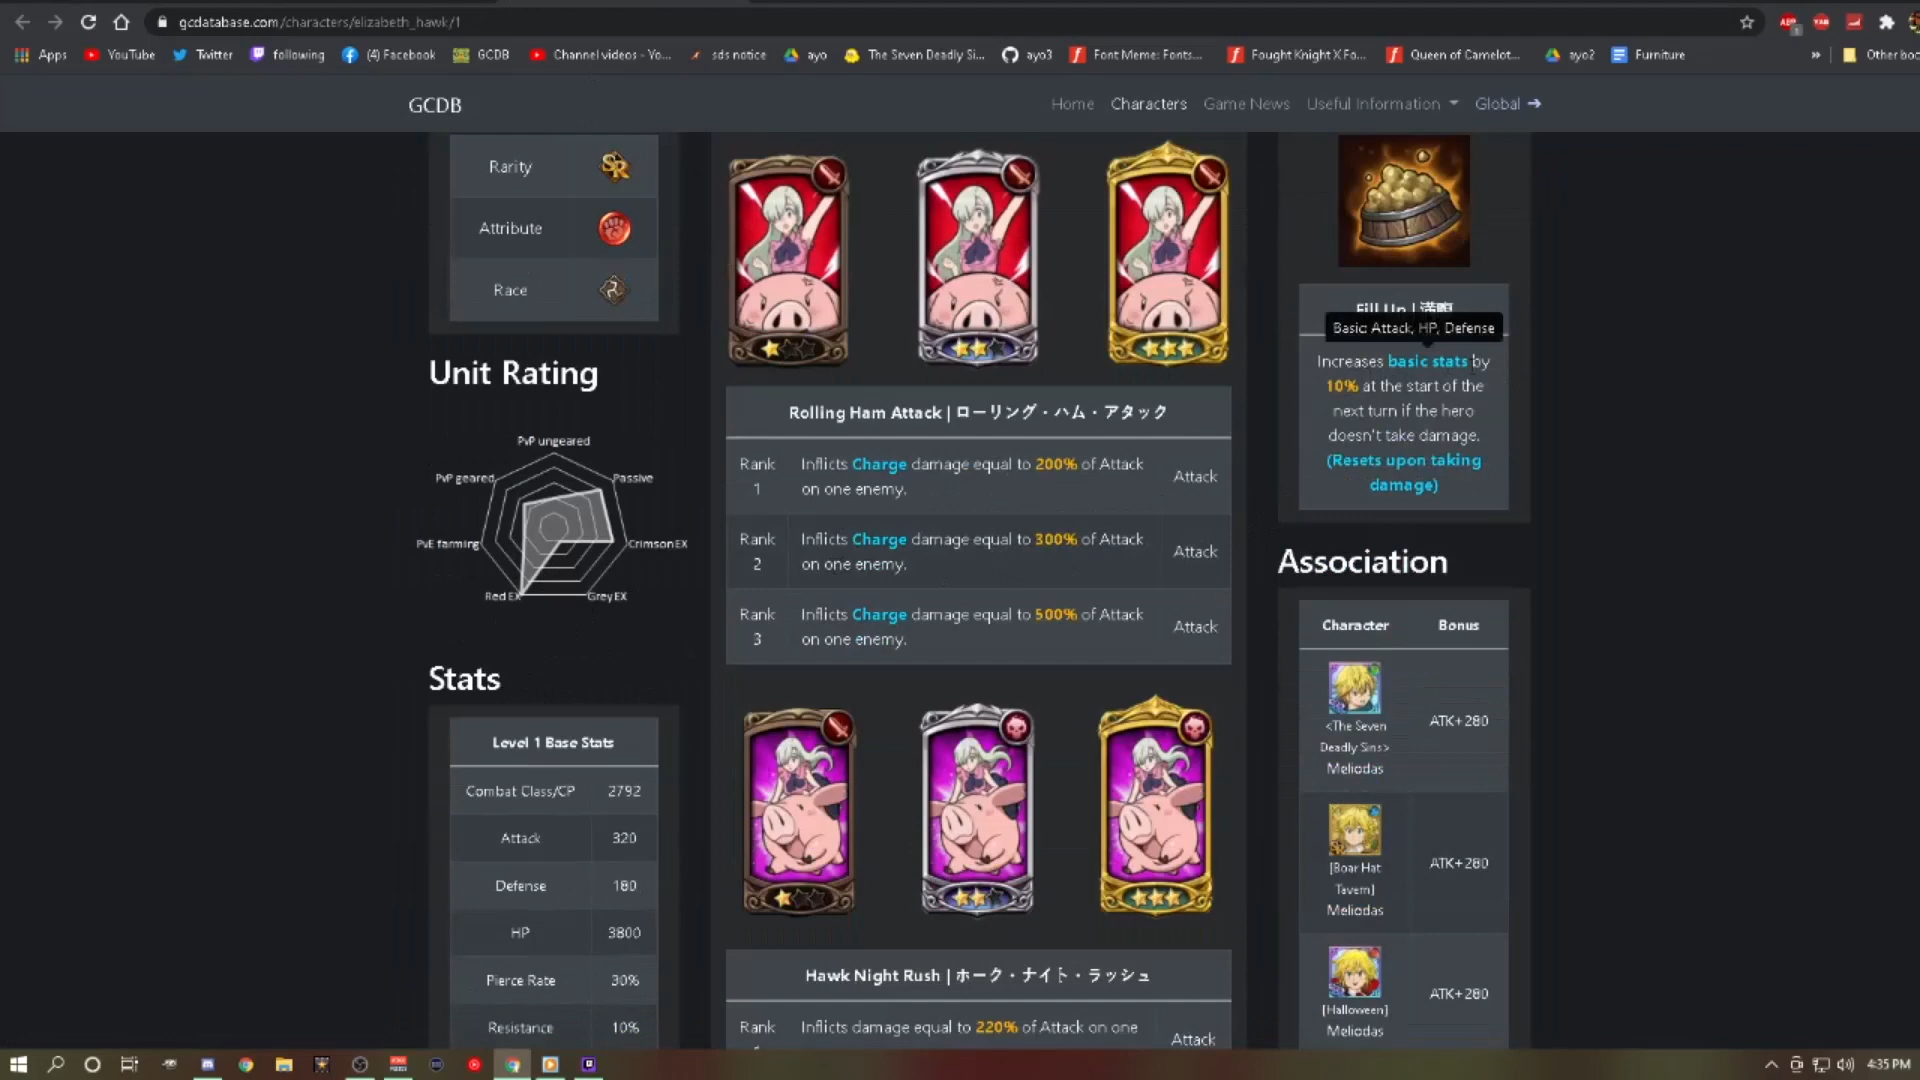 gcdatabase.com/characters/elizabeth_hawk/1
Apps
YouTube
Twitter
following
(4) Facebook
GCDB
Channel videos - Yo...
sds notice
ayo
The Seven Deadly Si...
ayo3
Font Meme: Fonts...
Fought Knight X Fo...
Queen of Camelot...
ayo2
Furniture
»
Other boo
GCDB
Home
Characters
Game News
Useful Information
Global
Rarity
SR
Attribute
Race
Unit Rating
PvP ungeared
PvP geared
Passive
PvE farming
Crimson EX
Red EX
Grey EX
Stats
Level 1 Base Stats
Combat Class/CP 2792
Attack 320
Defense 180
HP 3800
Pierce Rate 30%
Resistance 10%
Rolling Ham Attack | ローリング・ハム・アタック
Rank 1
Inflicts Charge damage equal to 200% of Attack
on one enemy.
Attack
Rank 2
Inflicts Charge damage equal to 300% of Attack
on one enemy.
Attack
Rank 3
Inflicts Charge damage equal to 500% of Attack
on one enemy.
Attack
Hawk Night Rush | ホーク・ナイト・ラッシュ
Rank
Inflicts damage equal to 220% of Attack on one
Attack
Fill Up | 満腹
Basic: Attack, HP, Defense
Increases basic stats by
10% at the start of the
next turn if the hero
doesn't take damage.
(Resets upon taking
damage)
Association
Character Bonus
<The Seven
Deadly Sins>
Meliodas
ATK+280
[Boar Hat
Tavern]
Meliodas
ATK+280
[Halloween]
Meliodas
ATK+280
4:35 PM